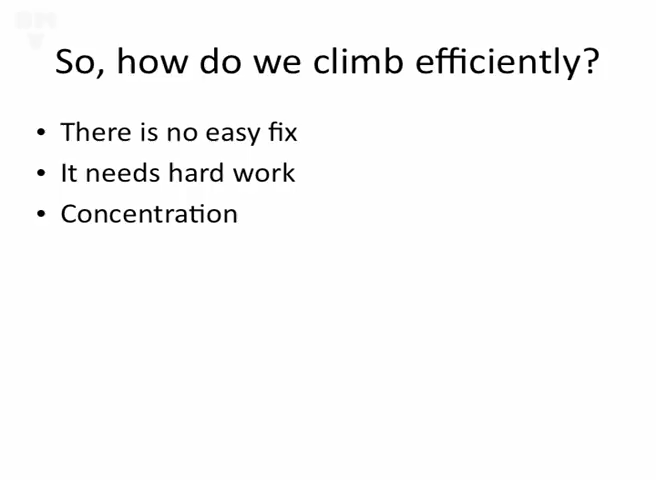 So, how do we climb efficiently?
• There is no easy fix
• It needs hard work
• Concentration